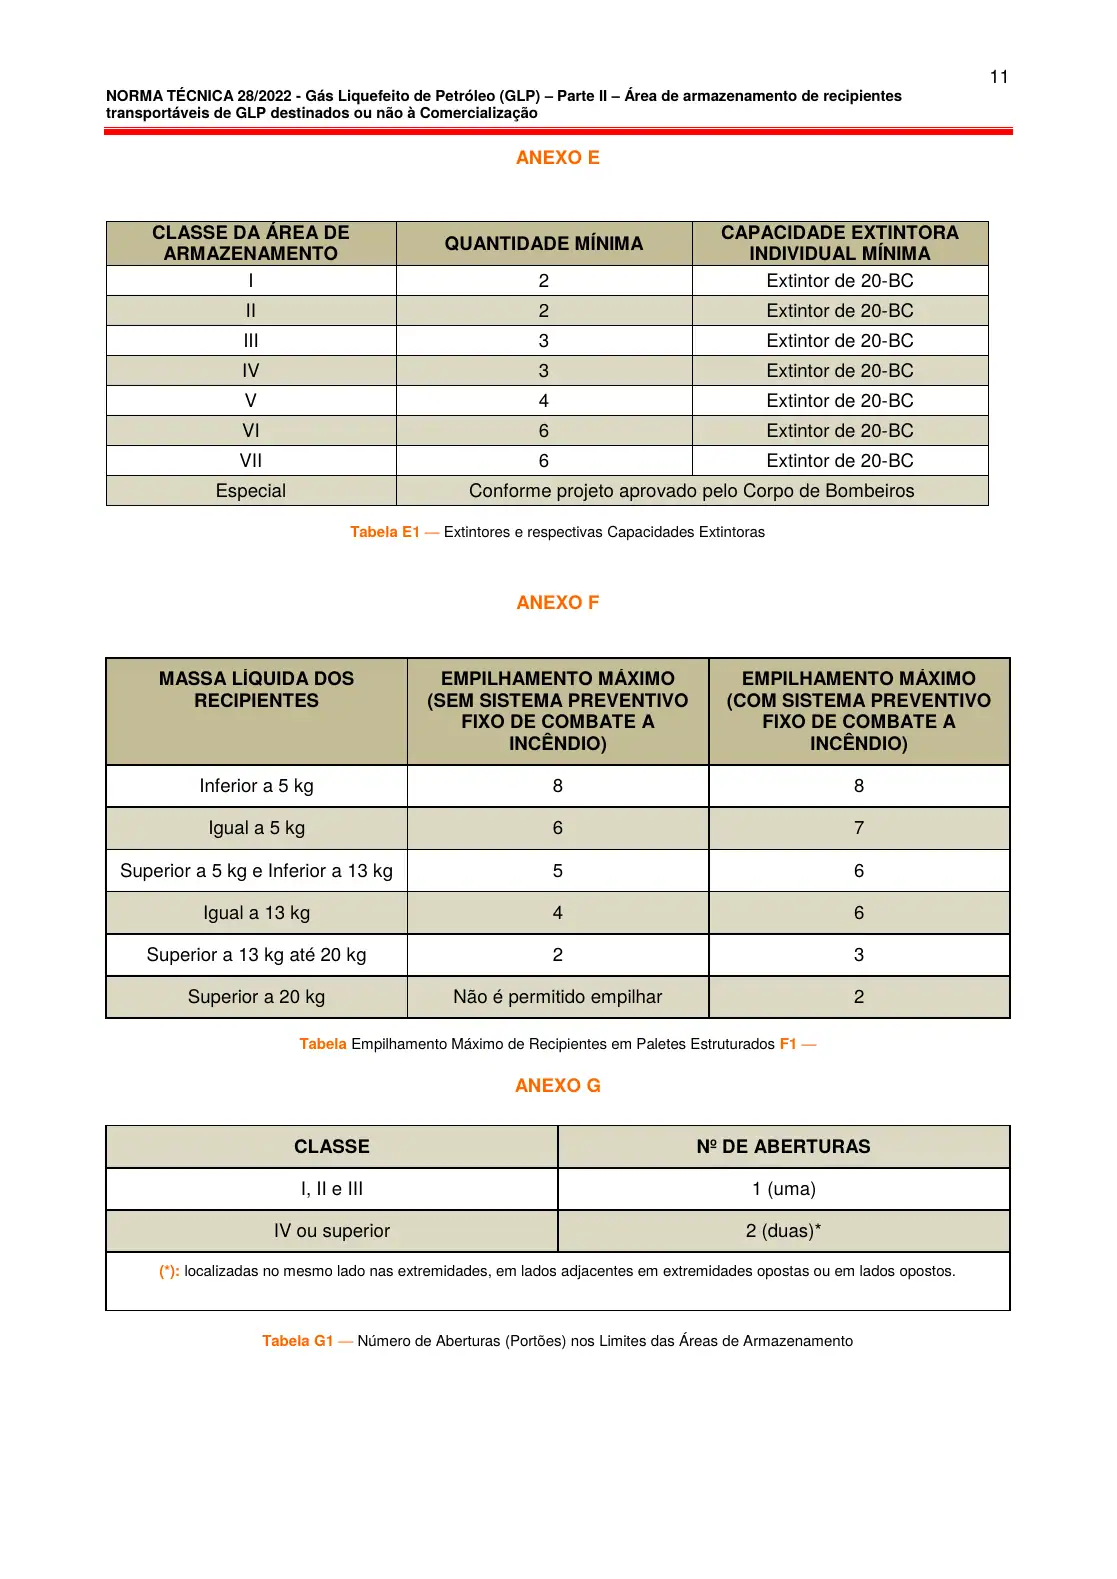 11
NORMA TÉCNICA 28/2022 - Gás Liquefeito de Petróleo (GLP) – Parte II – Área de armazenamento de recipientes
transportáveis de GLP destinados ou não à Comercialização
ANEXO E
CLASSE DA ÁREA DE
ARMAZENAMENTO
QUANTIDADE MÍNIMA
CAPACIDADE EXTINTORA
INDIVIDUAL MÍNIMA
I 2 Extintor de 20-BC
II 2 Extintor de 20-BC
III 3 Extintor de 20-BC
IV 3 Extintor de 20-BC
V 4 Extintor de 20-BC
VI 6 Extintor de 20-BC
VII 6 Extintor de 20-BC
Especial Conforme projeto aprovado pelo Corpo de Bombeiros
Tabela E1 — Extintores e respectivas Capacidades Extintoras
ANEXO F
MASSA LÍQUIDA DOS
RECIPIENTES
EMPILHAMENTO MÁXIMO
(SEM SISTEMA PREVENTIVO
FIXO DE COMBATE A
INCÊNDIO)
EMPILHAMENTO MÁXIMO
(COM SISTEMA PREVENTIVO
FIXO DE COMBATE A
INCÊNDIO)
Inferior a 5 kg 8 8
Igual a 5 kg 6 7
Superior a 5 kg e Inferior a 13 kg 5 6
Igual a 13 kg 4 6
Superior a 13 kg até 20 kg 2 3
Superior a 20 kg Não é permitido empilhar 2
Tabela Empilhamento Máximo de Recipientes em Paletes Estruturados F1 —
ANEXO G
CLASSE Nº DE ABERTURAS
I, II e III 1 (uma)
IV ou superior 2 (duas)*
(*): localizadas no mesmo lado nas extremidades, em lados adjacentes em extremidades opostas ou em lados opostos.
Tabela G1 — Número de Aberturas (Portões) nos Limites das Áreas de Armazenamento